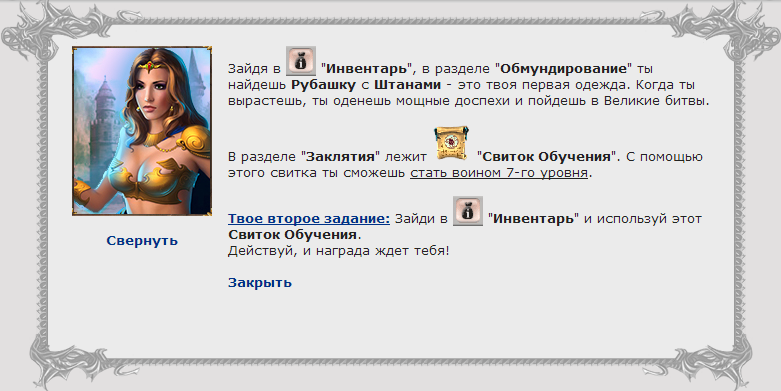 Зайдя в "Инвентарь", в разделе "Обмундирование" ты
найдешь Рубашку с Штанами - это твоя первая одежда. Когда ты
вырастешь, ты оденешь мощные доспехи и пойдешь в Великие битвы.
В разделе "Заклятия" лежит "Свиток Обучения". С помощью
этого свитка ты сможешь стать воином 7-го уровня.
Твое второе задание: Зайди в "Инвентарь" и используй этот
Свиток Обучения.
Действуй, и награда ждет тебя!
Свернуть
Закрыть